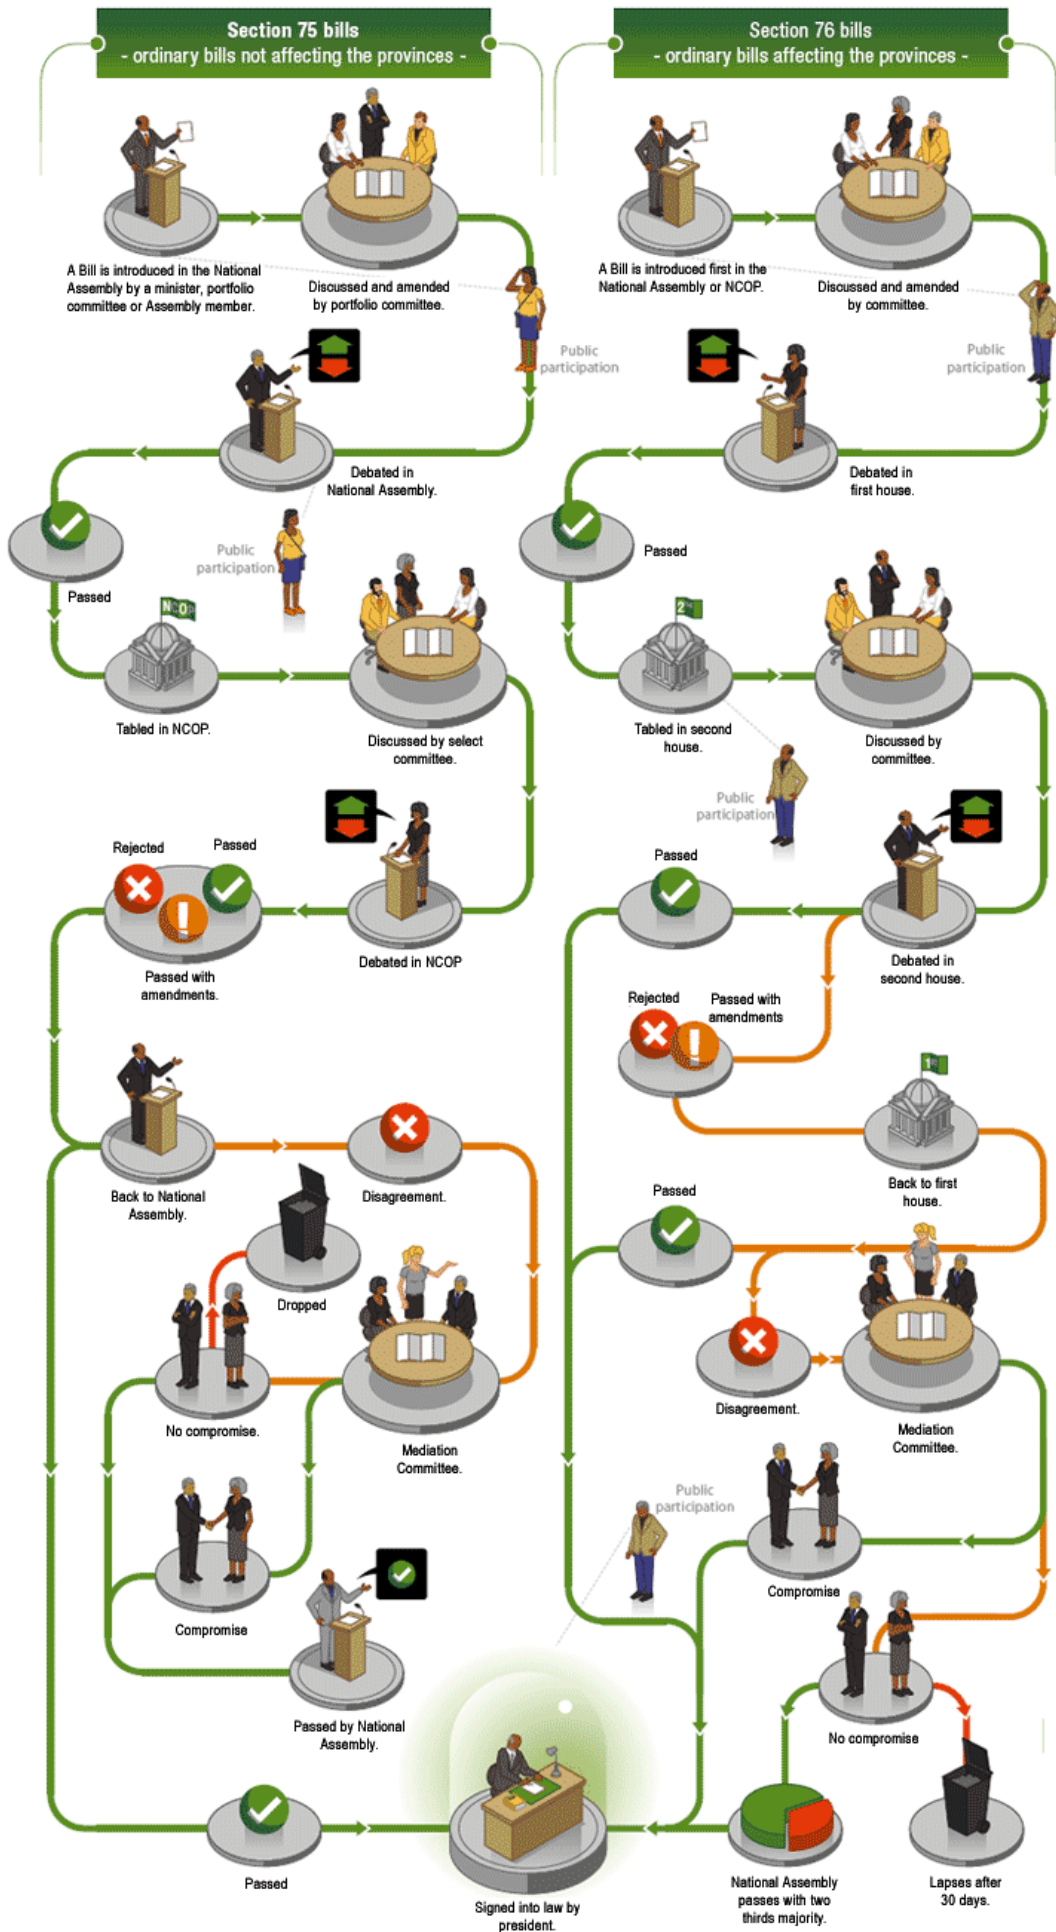 Section 75 bills
- ordinary bills not affecting the provinces -
A Bill is introduced in the National
Assembly by a minister, portfolio
committee or Assembly member.
Discussed and amended
by portfolio committee.
Public
participation
Debated in
National Assembly.
Passed
Public
participation
NCOP
Tabled in NCOP.
Discussed by select
committee.
Debated in NCOP
Rejected
Passed
Passed with
amendments.
Back to National
Assembly.
Disagreement.
Dropped
No compromise.
Mediation
Committee.
Compromise
Passed by National
Assembly.
Passed
Signed into law by
president.
Section 76 bills
- ordinary bills affecting the provinces -
A Bill is introduced first in the
National Assembly or NCOP.
Discussed and amended
by committee.
Public
participation
Debated in
first house.
Passed
Tabled in second
house.
Discussed by
committee.
Public
participation
Debated in
second house.
Passed
Rejected
Passed with
amendments
Back to first
house.
Passed
Disagreement.
Mediation
Committee.
Public
participation
Compromise
No compromise
National Assembly
passes with two
thirds majority.
Lapses after
30 days.